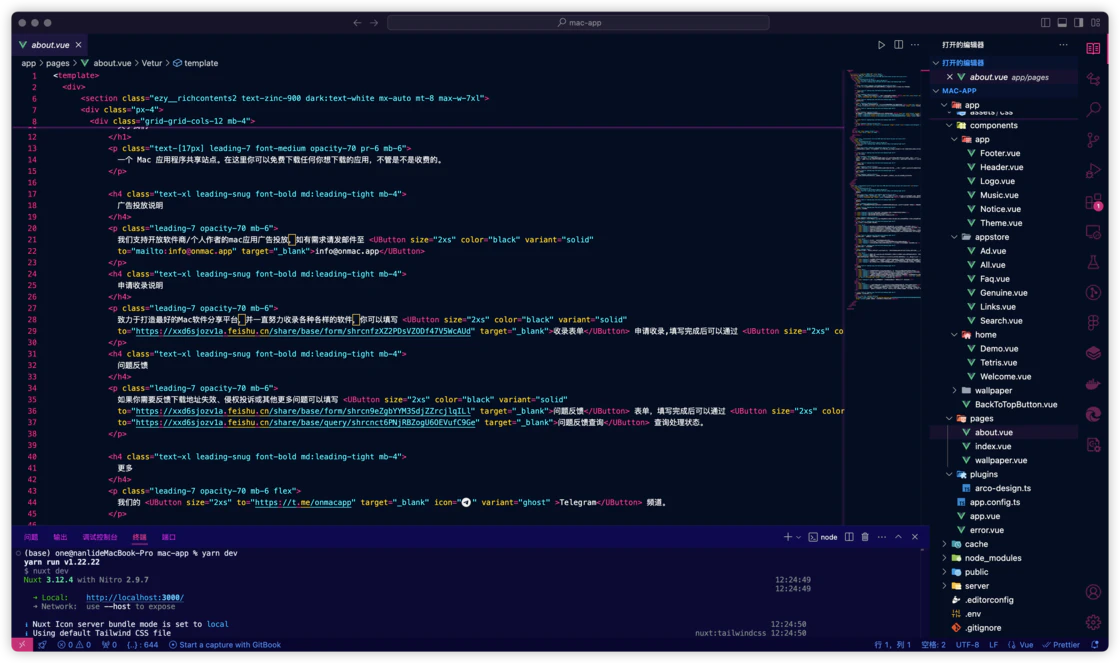 mac-app
about.vue
打开的编辑器
app > pages > about.vue > Vetur > template
打开的编辑器
about.vue app/pages
MAC-APP
app
assets/css
components
app
Footer.vue
Header.vue
Logo.vue
Music.vue
Notice.vue
Theme.vue
appstore
Ad.vue
All.vue
Faq.vue
Genuine.vue
Links.vue
Search.vue
home
Demo.vue
Tetris.vue
Welcome.vue
wallpaper
BackToTopButton.vue
pages
about.vue
index.vue
wallpaper.vue
plugins
arco-design.ts
app.config.ts
app.vue
error.vue
cache
node_modules
public
server
.editorconfig
.env
.gitignore
1
1 <template>
2 <div>
6 <section class="ezy__richcontents2 text-zinc-900 dark:text-white mx-auto mt-8 max-w-7xl">
7 <div class="px-4">
8 <div class="grid-grid-cols-12 mb-4">
12 </h1>
13 <p class="text-[17px] leading-7 font-medium opacity-70 pr-6 mb-6">
14 一个 Mac 应用程序共享站点。在这里你可以免费下载任何你想下载的应用，不管是不是收费的。
15 </p>
16
17 <h4 class="text-xl leading-snug font-bold md:leading-tight mb-4">
18 广告投放说明
19 </h4>
20 <p class="leading-7 opacity-70 mb-6">
21 我们支持开放软件商/个人作者的mac应用广告投放，如有需求请发邮件至 <UButton size="2xs" color="black" variant="solid"
22 to="mailto:info@onmac.app" target="_blank">info@onmac.app</UButton>
23 </p>
24 <h4 class="text-xl leading-snug font-bold md:leading-tight mb-4">
25 申请收录说明
26 </h4>
27 <p class="leading-7 opacity-70 mb-6">
28 致力于打造最好的Mac软件分享平台，并一直努力收录各种各样的软件，你可以填写 <UButton size="2xs" color="black" variant="solid"
29 to="https://xxd6sjozv1a.feishu.cn/share/base/form/shrcnfzXZ2PDsVZODf47V5WcAUd" target="_blank">收录表单</UButton> 申请收录,填写完成后可以通过 <UButton size="2xs" co
30 </p>
31 <h4 class="text-xl leading-snug font-bold md:leading-tight mb-4">
32 问题反馈
33 </h4>
34 <p class="leading-7 opacity-70 mb-6">
35 如果你需要反馈下载地址失效、侵权投诉或其他更多问题可以填写 <UButton size="2xs" color="black" variant="solid"
36 to="https://xxd6sjozv1a.feishu.cn/share/base/form/shrcn9eZgbYYM3SdjZZrcjlqILl" target="_blank">问题反馈</UButton> 表单，填写完成后可以通过 <UButton size="2xs" color
37 to="https://xxd6sjozv1a.feishu.cn/share/base/query/shrcnct6PNjRBZogU6OEVufC9Ge" target="_blank">问题反馈查询</UButton> 查询处理状态。
38 </p>
39
40 <h4 class="text-xl leading-snug font-bold md:leading-tight mb-4">
41 更多
42 </h4>
43 <p class="leading-7 opacity-70 mb-6 flex">
44 我们的 <UButton size="2xs" to="https://t.me/onmacapp" target="_blank" icon="" variant="ghost" >Telegram</UButton> 频道。
45 </p>
46
问题 输出 调试控制台 终端 端口
node
(base) one@nanlideMacBook-Pro mac-app % yarn dev
yarn run v1.22.22
$ nuxt dev
Nuxt 3.12.4 with Nitro 2.9.7 12:24:49
12:24:49
➜ Local: http://localhost:3000/
➜ Network: use --host to expose
ℹ Nuxt Icon server bundle mode is set to local 12:24:50
ℹ Using default Tailwind CSS file nuxt:tailwindcss 12:24:50
0 0 0 {..} : 644 Start a capture with GitBook 行 1，列 1 空格: 2 UTF-8 LF Vue Prettier